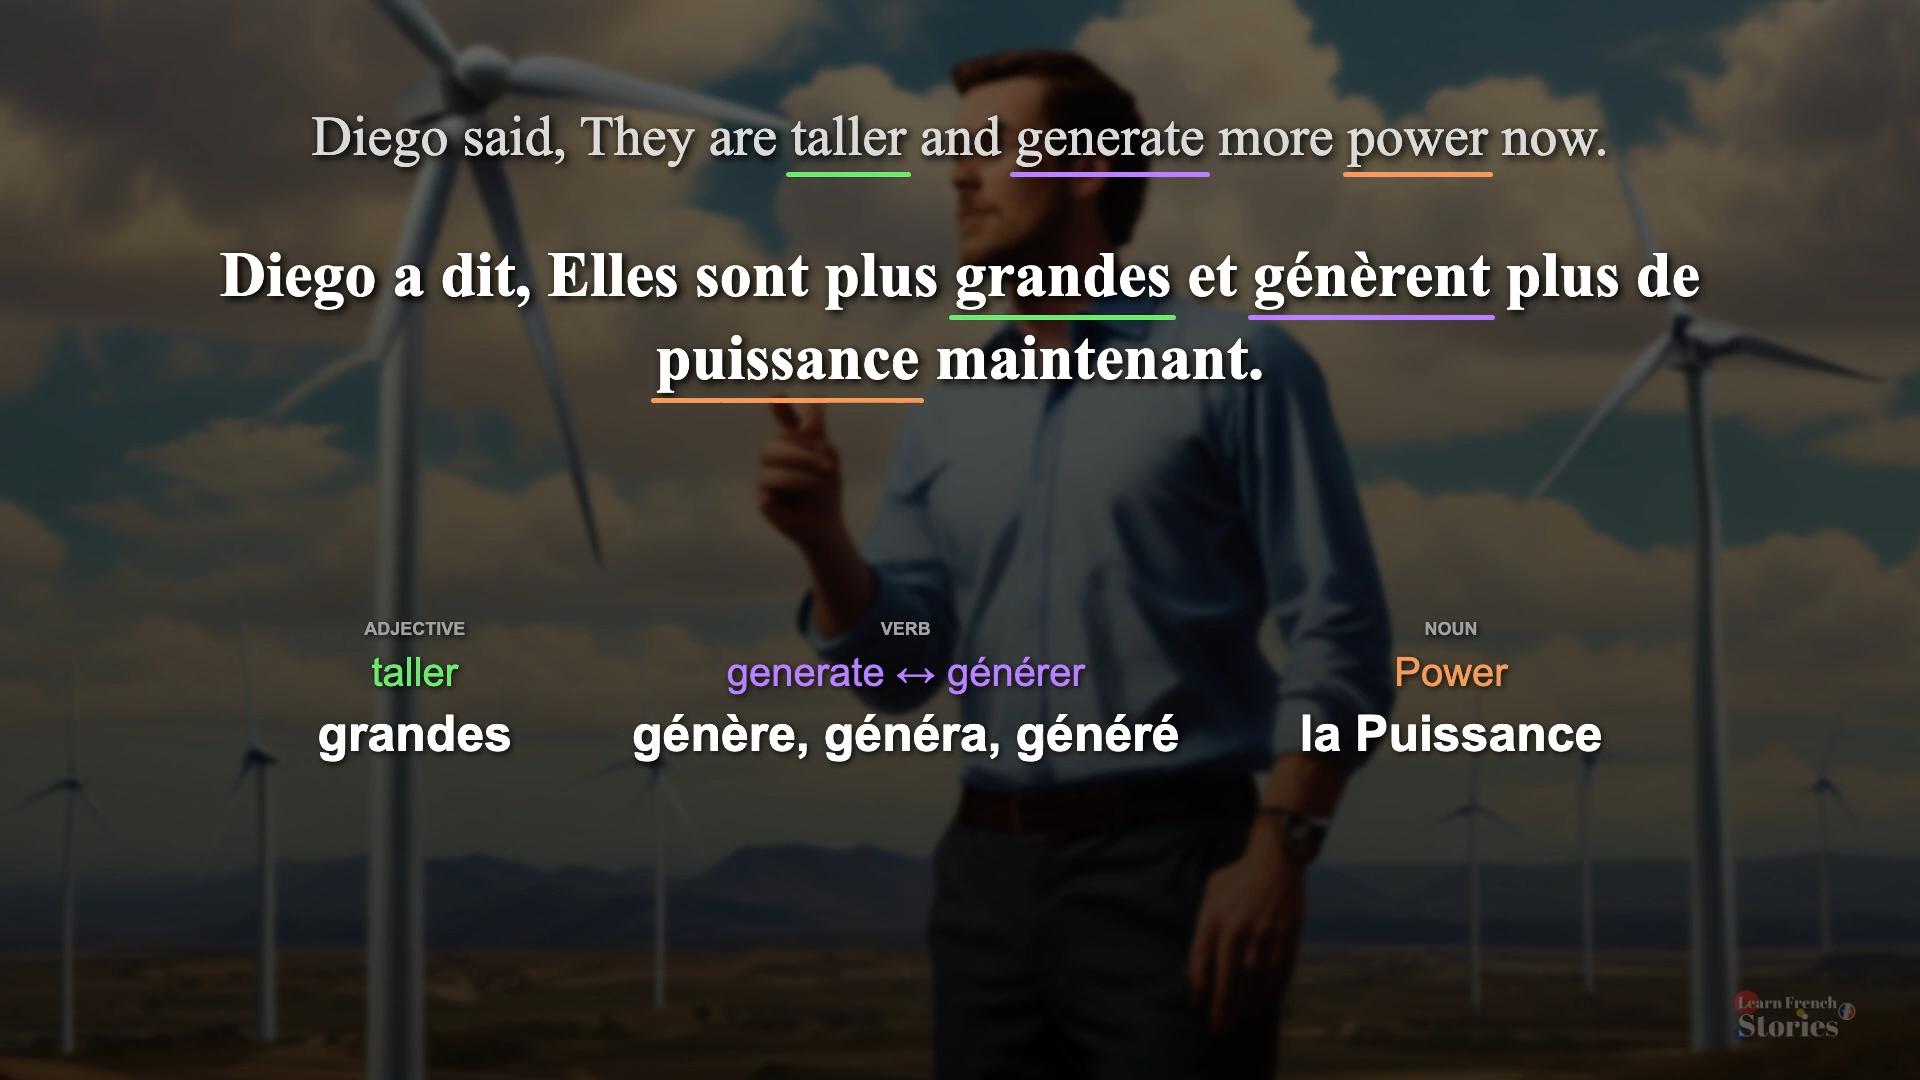 Diego said, They are taller and generate more power now.
Diego a dit, Elles sont plus grandes et génèrent plus de
puissance maintenant.
ADJECTIVE
taller
grandes
VERB
generate ↔ générer
génère, généra, généré
NOUN
Power
la Puissance
Learn French
Stories